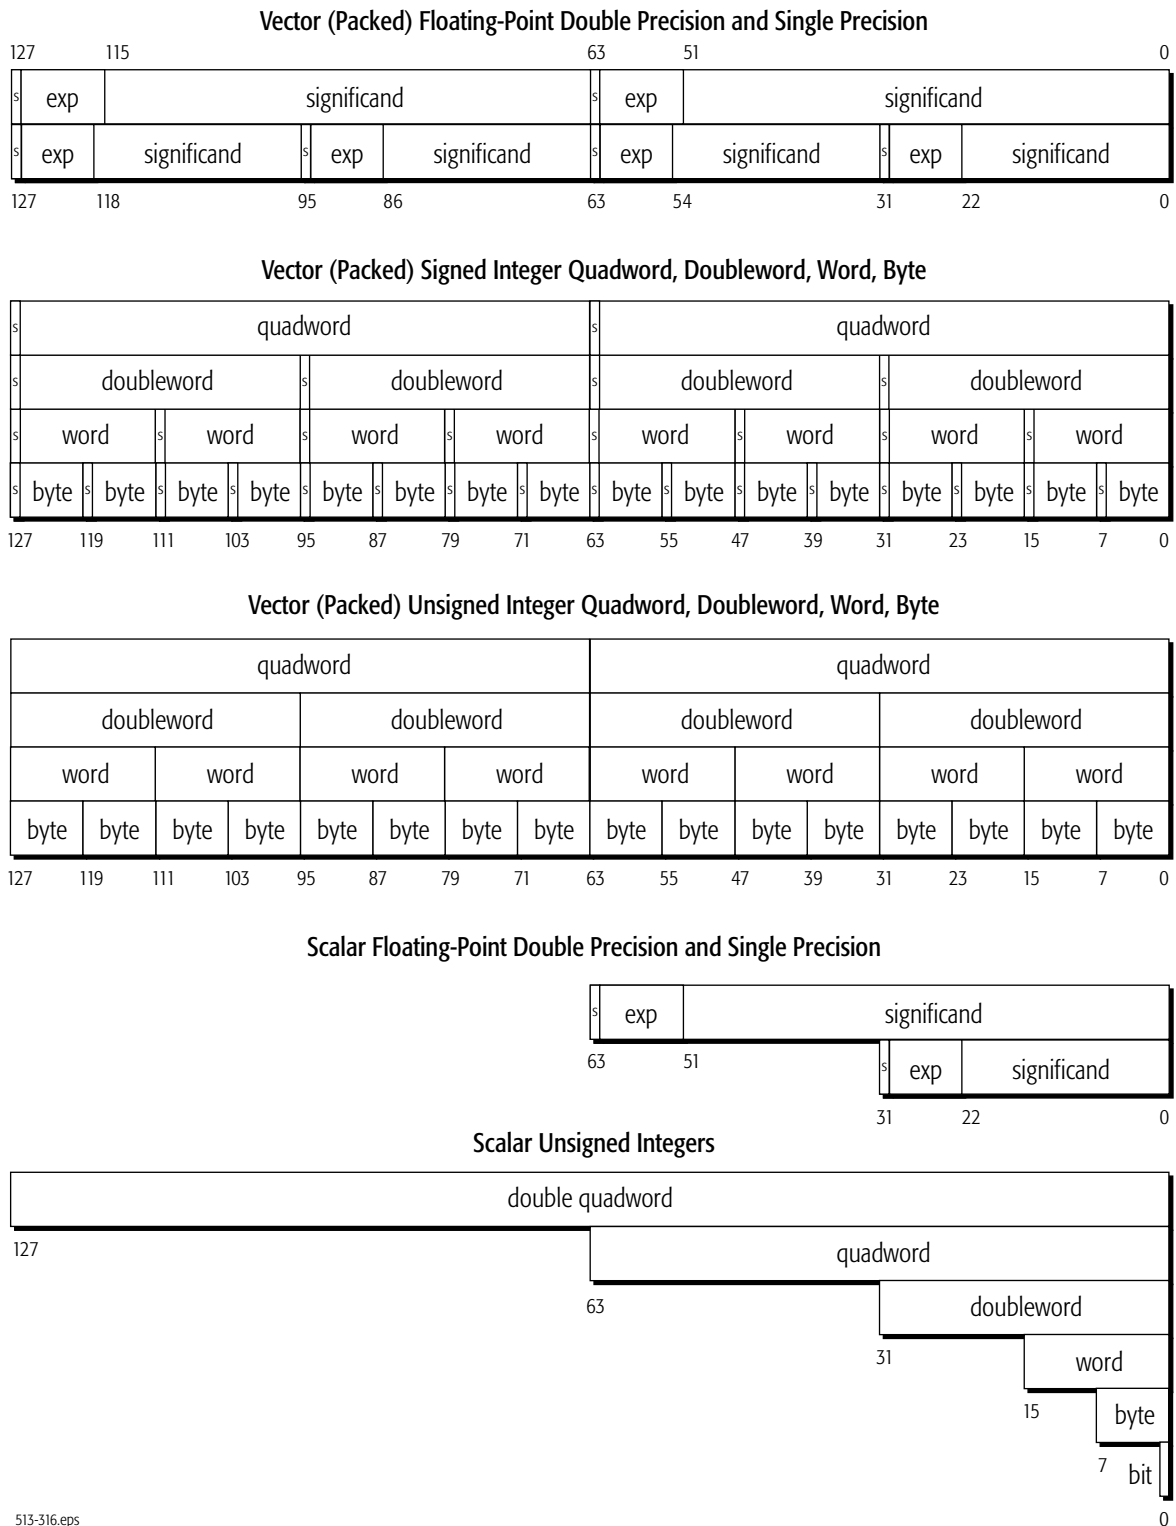 Vector (Packed) Floating-Point Double Precision and Single Precision
127 115 63 51 0
s exp significand s exp significand
s exp significand s exp significand s exp significand s exp significand
127 118 95 86 63 54 31 22 0
Vector (Packed) Signed Integer Quadword, Doubleword, Word, Byte
s quadword s quadword
s doubleword s doubleword s doubleword s doubleword
s word s word s word s word s word s word s word s word
s byte s byte s byte s byte s byte s byte s byte s byte s byte s byte s byte s byte s byte s byte s byte s byte
127 119 111 103 95 87 79 71 63 55 47 39 31 23 15 7 0
Vector (Packed) Unsigned Integer Quadword, Doubleword, Word, Byte
quadword quadword
doubleword doubleword doubleword doubleword
word word word word word word word word
byte byte byte byte byte byte byte byte byte byte byte byte byte byte byte byte
127 119 111 103 95 87 79 71 63 55 47 39 31 23 15 7 0
Scalar Floating-Point Double Precision and Single Precision
s exp significand
63 51
s exp significand
31 22 0
Scalar Unsigned Integers
double quadword
127
quadword
63
doubleword
31
word
15
byte
7
bit
513-316.eps 0